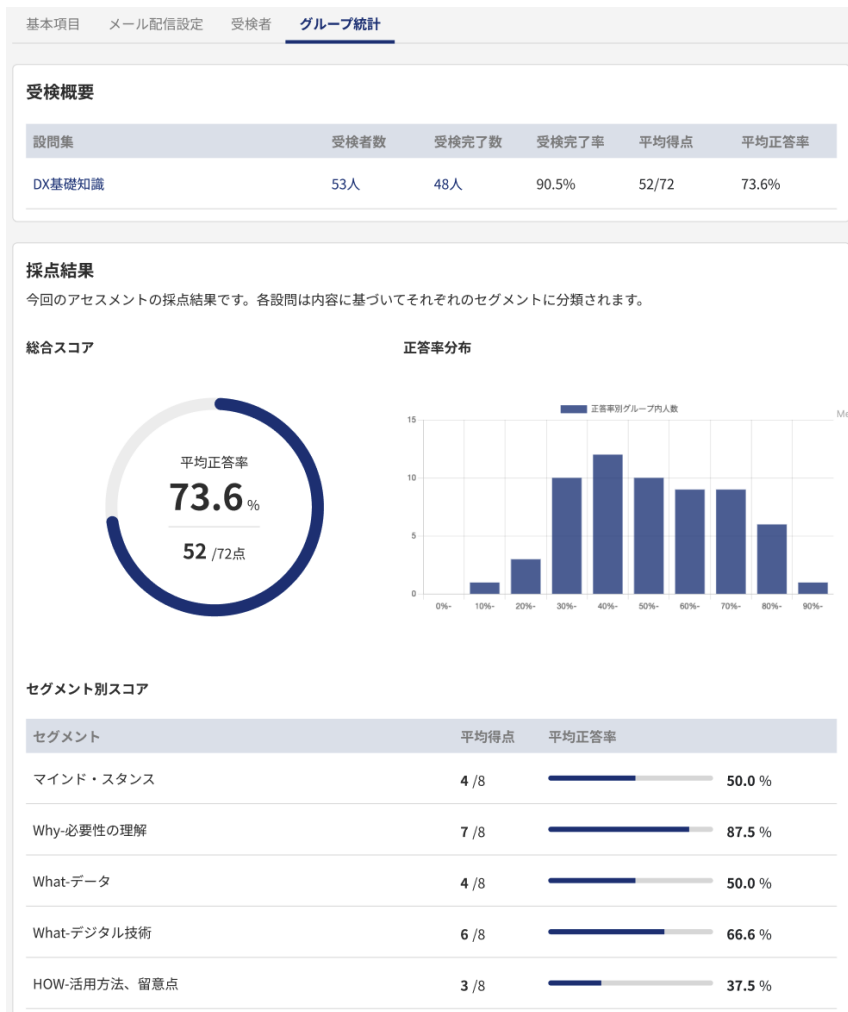 基本項目 メール配信設定 受検者 グループ統計
受検概要
設問集 受検者数 受検完了数 受検完了率 平均得点 平均正答率
DX基礎知識 53人 48人 90.5% 52/72 73.6%
採点結果
今回のアセスメントの採点結果です。各設問は内容に基づいてそれぞれのセグメントに分類されます。
総合スコア 正答率分布
平均正答率
73.6 %
52 /72点
正答率別グループ内人数
Me
15
10
5
0
0%- 10%- 20%- 30%- 40%- 50%- 60%- 70%- 80%- 90%-
セグメント別スコア
セグメント 平均得点 平均正答率
マインド・スタンス 4 /8 50.0 %
Why-必要性の理解 7 /8 87.5 %
What-データ 4 /8 50.0 %
What-デジタル技術 6 /8 66.6 %
HOW-活用方法、留意点 3 /8 37.5 %